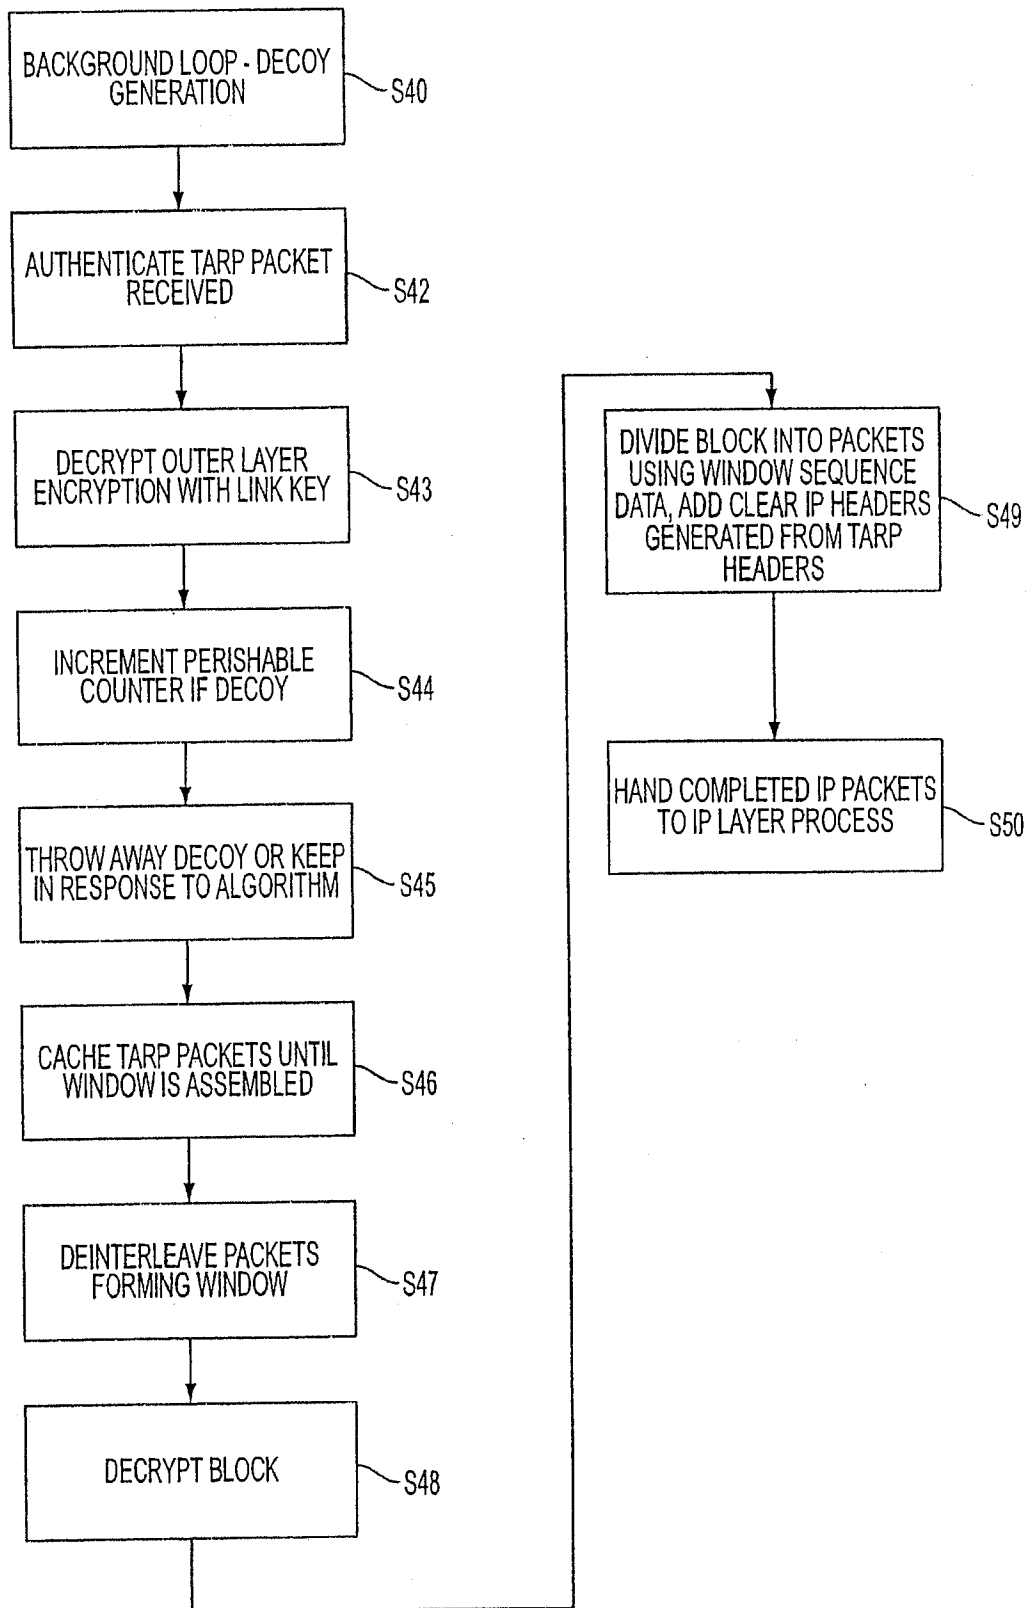 BACKGROUND LOOP - DECOY
GENERATION
S40
AUTHENTICATE TARP PACKET
RECEIVED
S42
DECRYPT OUTER LAYER
ENCRYPTION WITH LINK KEY
S43
INCREMENT PERISHABLE
COUNTER IF DECOY
S44
THROW AWAY DECOY OR KEEP
IN RESPONSE TO ALGORITHM
S45
CACHE TARP PACKETS UNTIL
WINDOW IS ASSEMBLED
S46
DEINTERLEAVE PACKETS
FORMING WINDOW
S47
DECRYPT BLOCK
S48
DIVIDE BLOCK INTO PACKETS
USING WINDOW SEQUENCE
DATA, ADD CLEAR IP HEADERS
GENERATED FROM TARP
HEADERS
S49
HAND COMPLETED IP PACKETS
TO IP LAYER PROCESS
S50